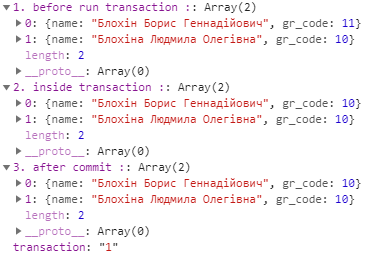 ▼1. before run transaction :: Array(2)
▶0: {name: "Блохін Борис Геннадійович", gr_code: 11}
▶1: {name: "Блохіна Людмила Олегівна", gr_code: 10}
length: 2
▶__proto__: Array(0)
▼2. inside transaction :: Array(2)
▶0: {name: "Блохін Борис Геннадійович", gr_code: 10}
▶1: {name: "Блохіна Людмила Олегівна", gr_code: 10}
length: 2
▶__proto__: Array(0)
▼3. after commit :: Array(2)
▶0: {name: "Блохін Борис Геннадійович", gr_code: 10}
▶1: {name: "Блохіна Людмила Олегівна", gr_code: 10}
length: 2
▶__proto__: Array(0)
transaction: "1"